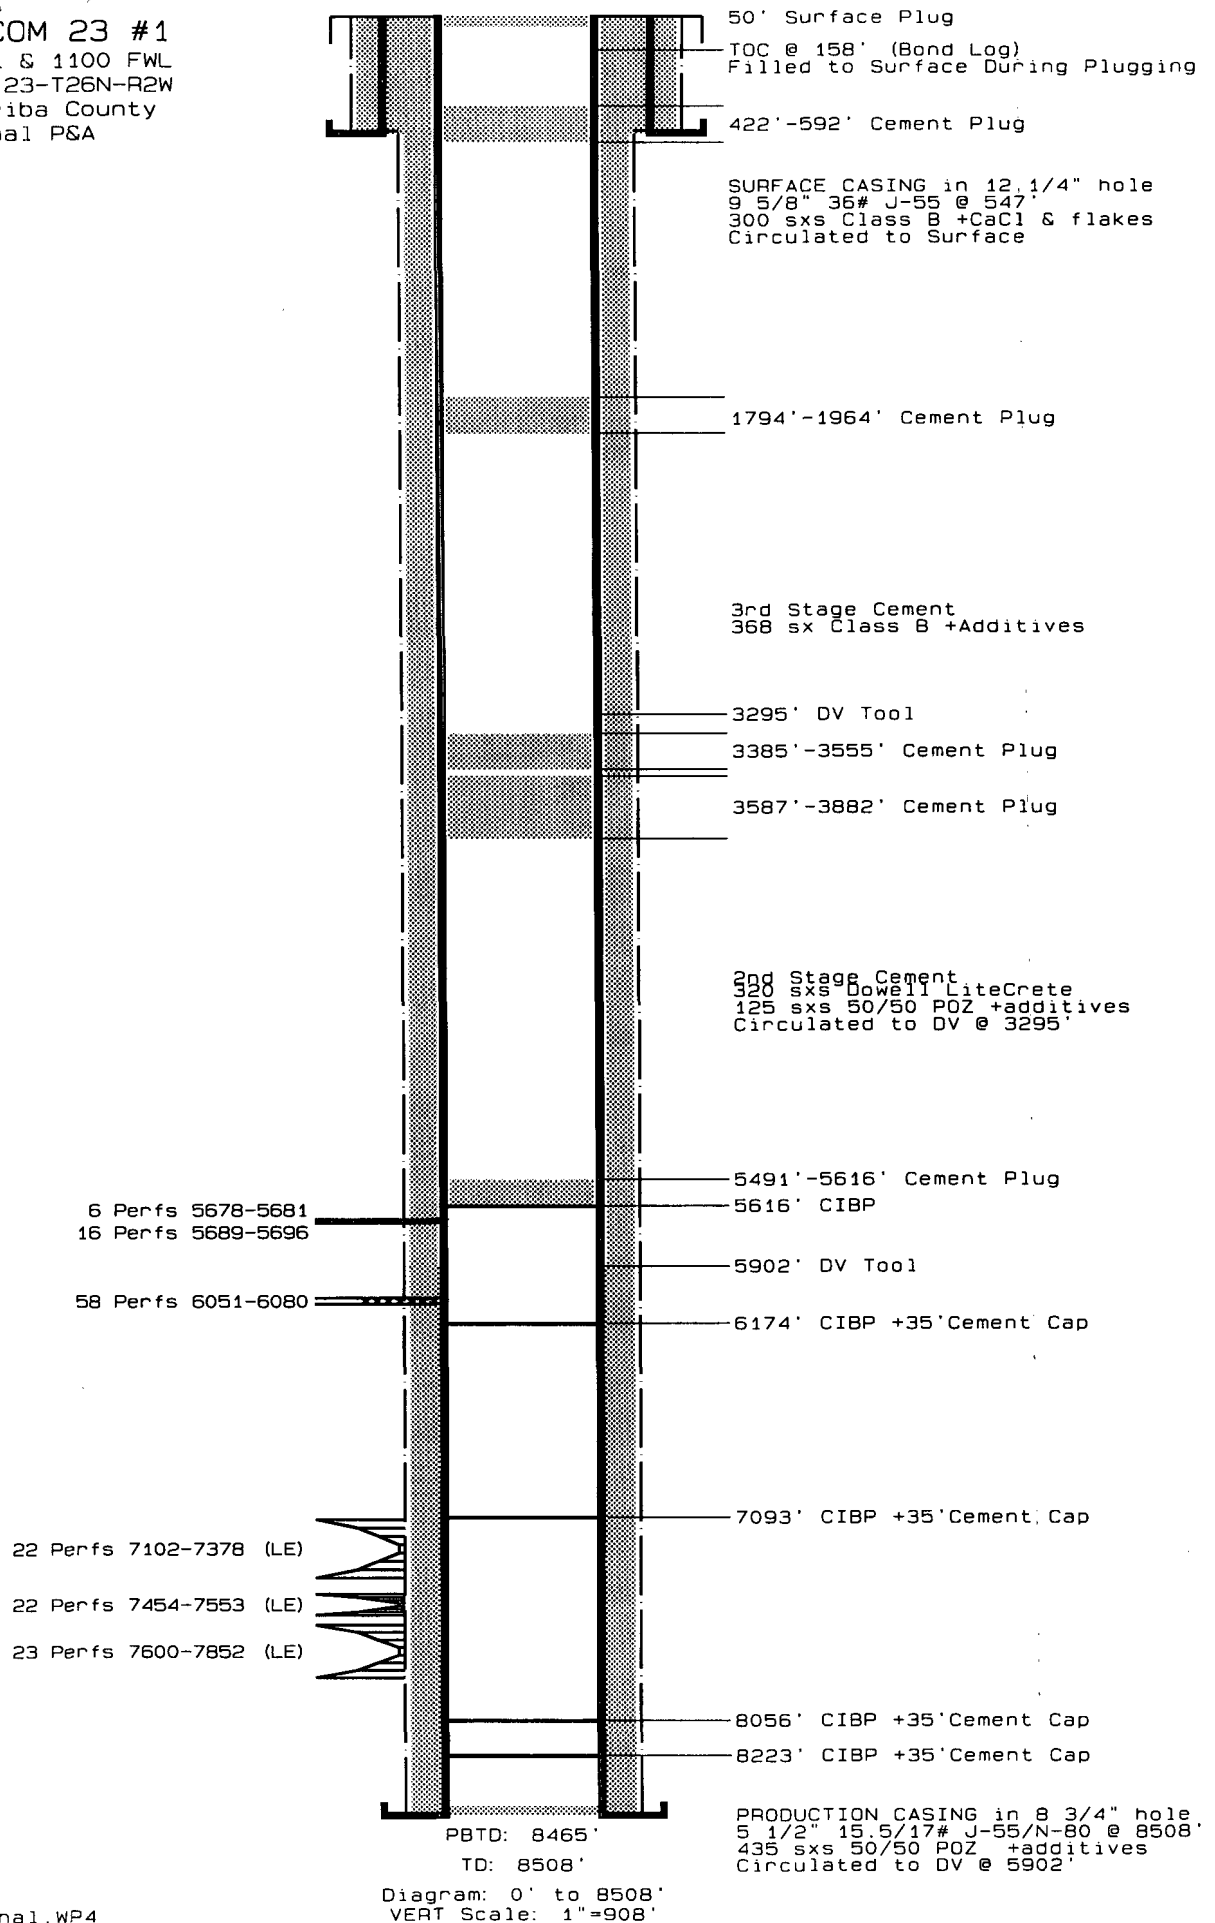 COM 23 #1
& 1100 FWL
23-T26N-R2W
iba County
al P&A
50' Surface Plug
TOC @ 158' (Bond Log)
Filled to Surface During Plugging
422'-592' Cement Plug
SURFACE CASING in 12 1/4" hole
9 5/8" 36# J-55 @ 547'
300 sxs Class B +CaCl & flakes
Circulated to Surface
1794'-1964' Cement Plug
3rd Stage Cement
368 sx Class B +Additives
3295' DV Tool
3385'-3555' Cement Plug
3587'-3882' Cement Plug
2nd Stage Cement
320 sxs Dowell LiteCrete
125 sxs 50/50 POZ +additives
Circulated to DV @ 3295'
5491'-5616' Cement Plug
6 Perfs 5678-5681
5616' CIBP
16 Perfs 5689-5696
5902' DV Tool
58 Perfs 6051-6080
6174' CIBP +35'Cement Cap
7093' CIBP +35'Cement Cap
22 Perfs 7102-7378 (LE)
22 Perfs 7454-7553 (LE)
23 Perfs 7600-7852 (LE)
8056' CIBP +35'Cement Cap
8223' CIBP +35'Cement Cap
PRODUCTION CASING in 8 3/4" hole
5 1/2" 15.5/17# J-55/N-80 @ 8508'
435 sxs 50/50 POZ +additives
Circulated to DV @ 5902'
PBTD: 8465'
TD: 8508'
Diagram: 0' to 8508'
VERT Scale: 1"=908'
nal.WP4